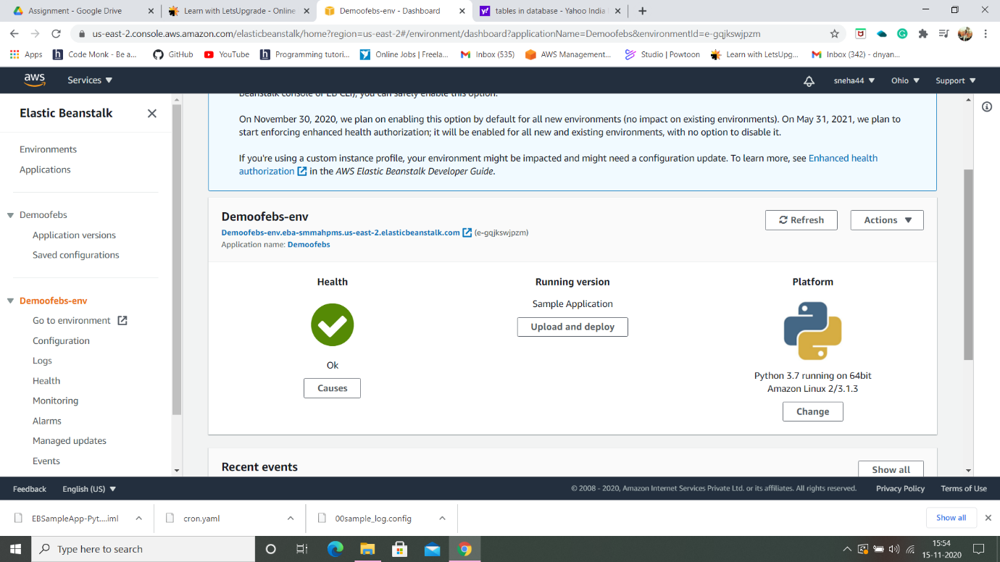 Assignment - Google Drive
Learn with LetsUpgrade - Online
Demoofebs-env - Dashboard
tables in database - Yahoo India
us-east-2.console.aws.amazon.com/elasticbeanstalk/home?region=us-east-2#/environment/dashboard?applicationName=Demoofebs&environmentId=e-gqjkswjpzm
Apps
Code Monk - Be a...
GitHub
YouTube
Programming tutori...
Online Jobs | Freela...
Inbox (535)
AWS Management...
Studio | Powtoon
Learn with LetsUpg...
Inbox (342) - dnyan...
aws
Services
sneha44
Ohio
Support
Elastic Beanstalk
Environments
Applications
Demoofebs
Application versions
Saved configurations
Demoofebs-env
Go to environment
Configuration
Logs
Health
Monitoring
Alarms
Managed updates
Events
Beanstalk console or EB CLI), you can safely enable this option.
On November 30, 2020, we plan on enabling this option by default for all new environments (no impact on existing environments). On May 31, 2021, we plan to
start enforcing enhanced health authorization; it will be enabled for all new and existing environments, with no option to disable it.
If you're using a custom instance profile, your environment might be impacted and might need a configuration update. To learn more, see Enhanced health
authorization in the AWS Elastic Beanstalk Developer Guide.
Demoofebs-env
Refresh
Actions
Demoofebs-env.eba-smmahpms.us-east-2.elasticbeanstalk.com (e-gqjkswjpzm)
Application name: Demoofebs
Health
Ok
Causes
Running version
Sample Application
Upload and deploy
Platform
Python 3.7 running on 64bit
Amazon Linux 2/3.1.3
Change
Recent events
Show all
Feedback
English (US)
© 2008 - 2020, Amazon Internet Services Private Ltd. or its affiliates. All rights reserved.
Privacy Policy
Terms of Use
EBSampleApp-Pyt....iml
cron.yaml
00sample_log.config
Show all
Type here to search
15:54
15-11-2020